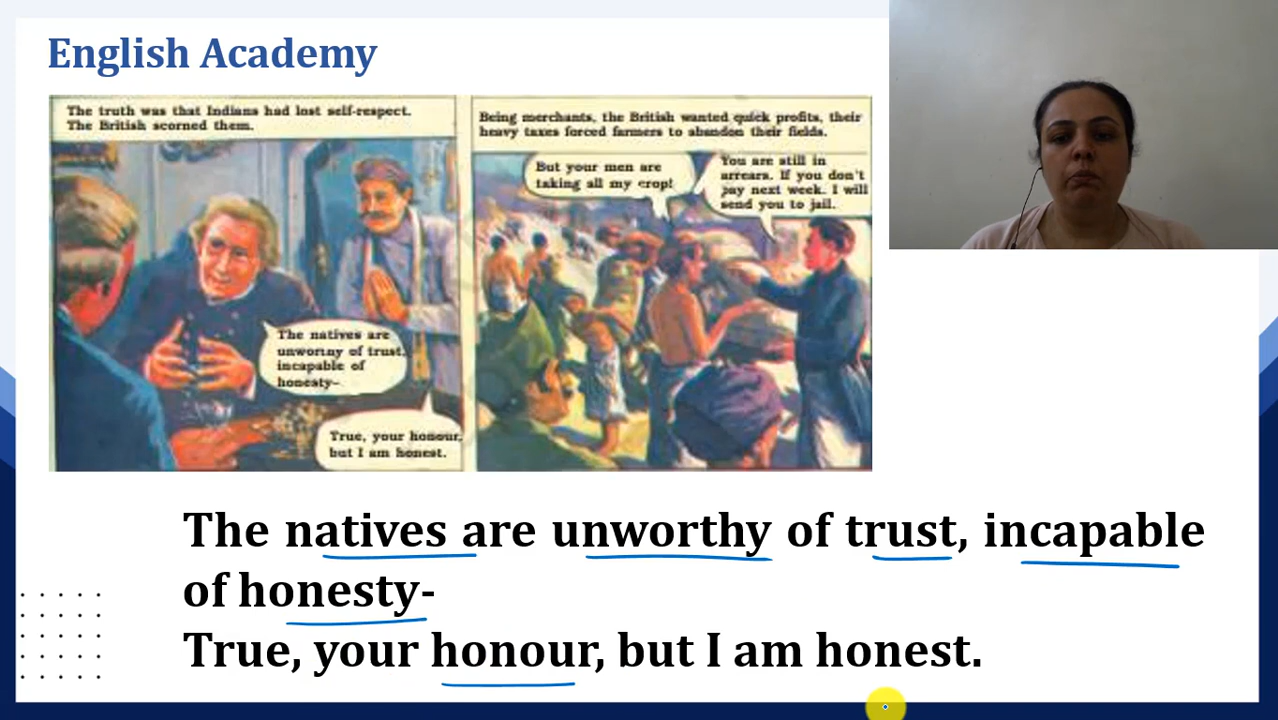 English Academy
The truth was that Indians had lost self-respect.
The British scorned them.
Being merchants, the British wanted quick profits, their
heavy taxes forced farmers to abandon their fields.
But your men are
taking all my crop!
You are still in
arrears. If you don't
pay next week. I will
send you to jail.
The natives are
unworthy of trust,
incapable of
honesty-
True, your honour,
but I am honest.
The natives are unworthy of trust, incapable
of honesty-
True, your honour, but I am honest.